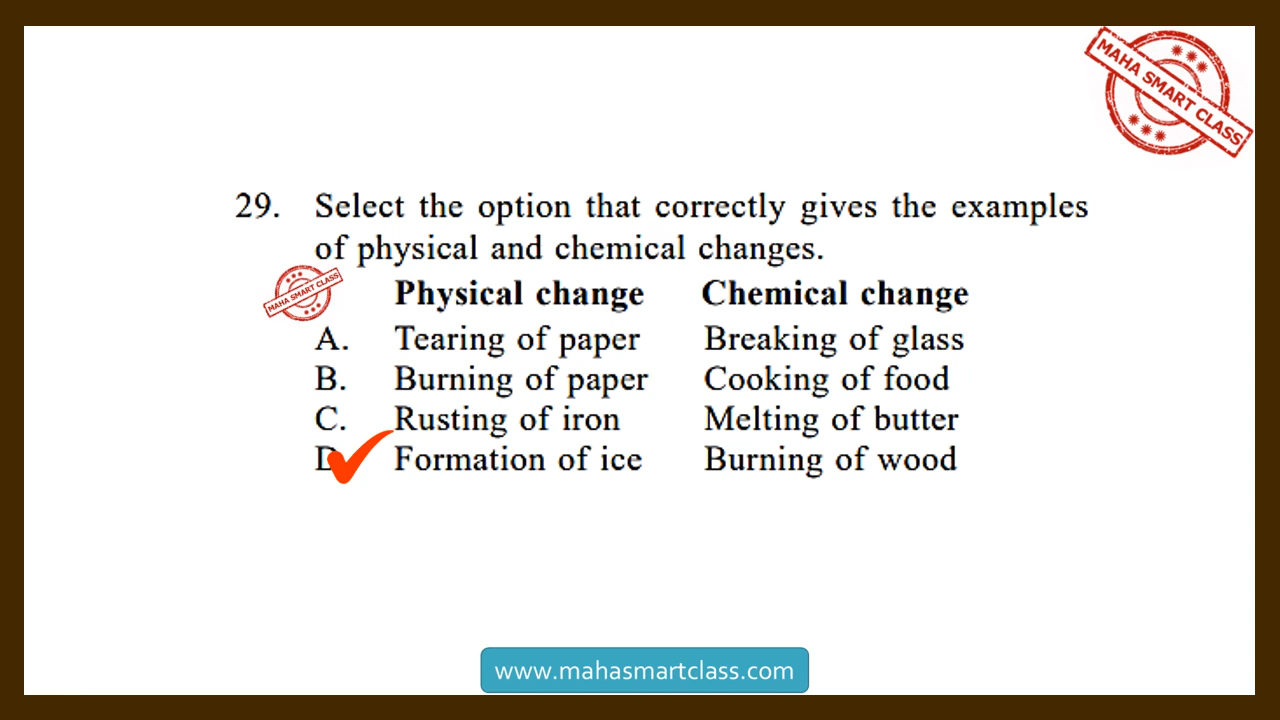 MAHA SMART CLASS
29. Select the option that correctly gives the examples
of physical and chemical changes.
MAHA SMART CLASS
Physical change Chemical change
A. Tearing of paper Breaking of glass
B. Burning of paper Cooking of food
C. Rusting of iron Melting of butter
D. Formation of ice Burning of wood
www.mahasmartclass.com